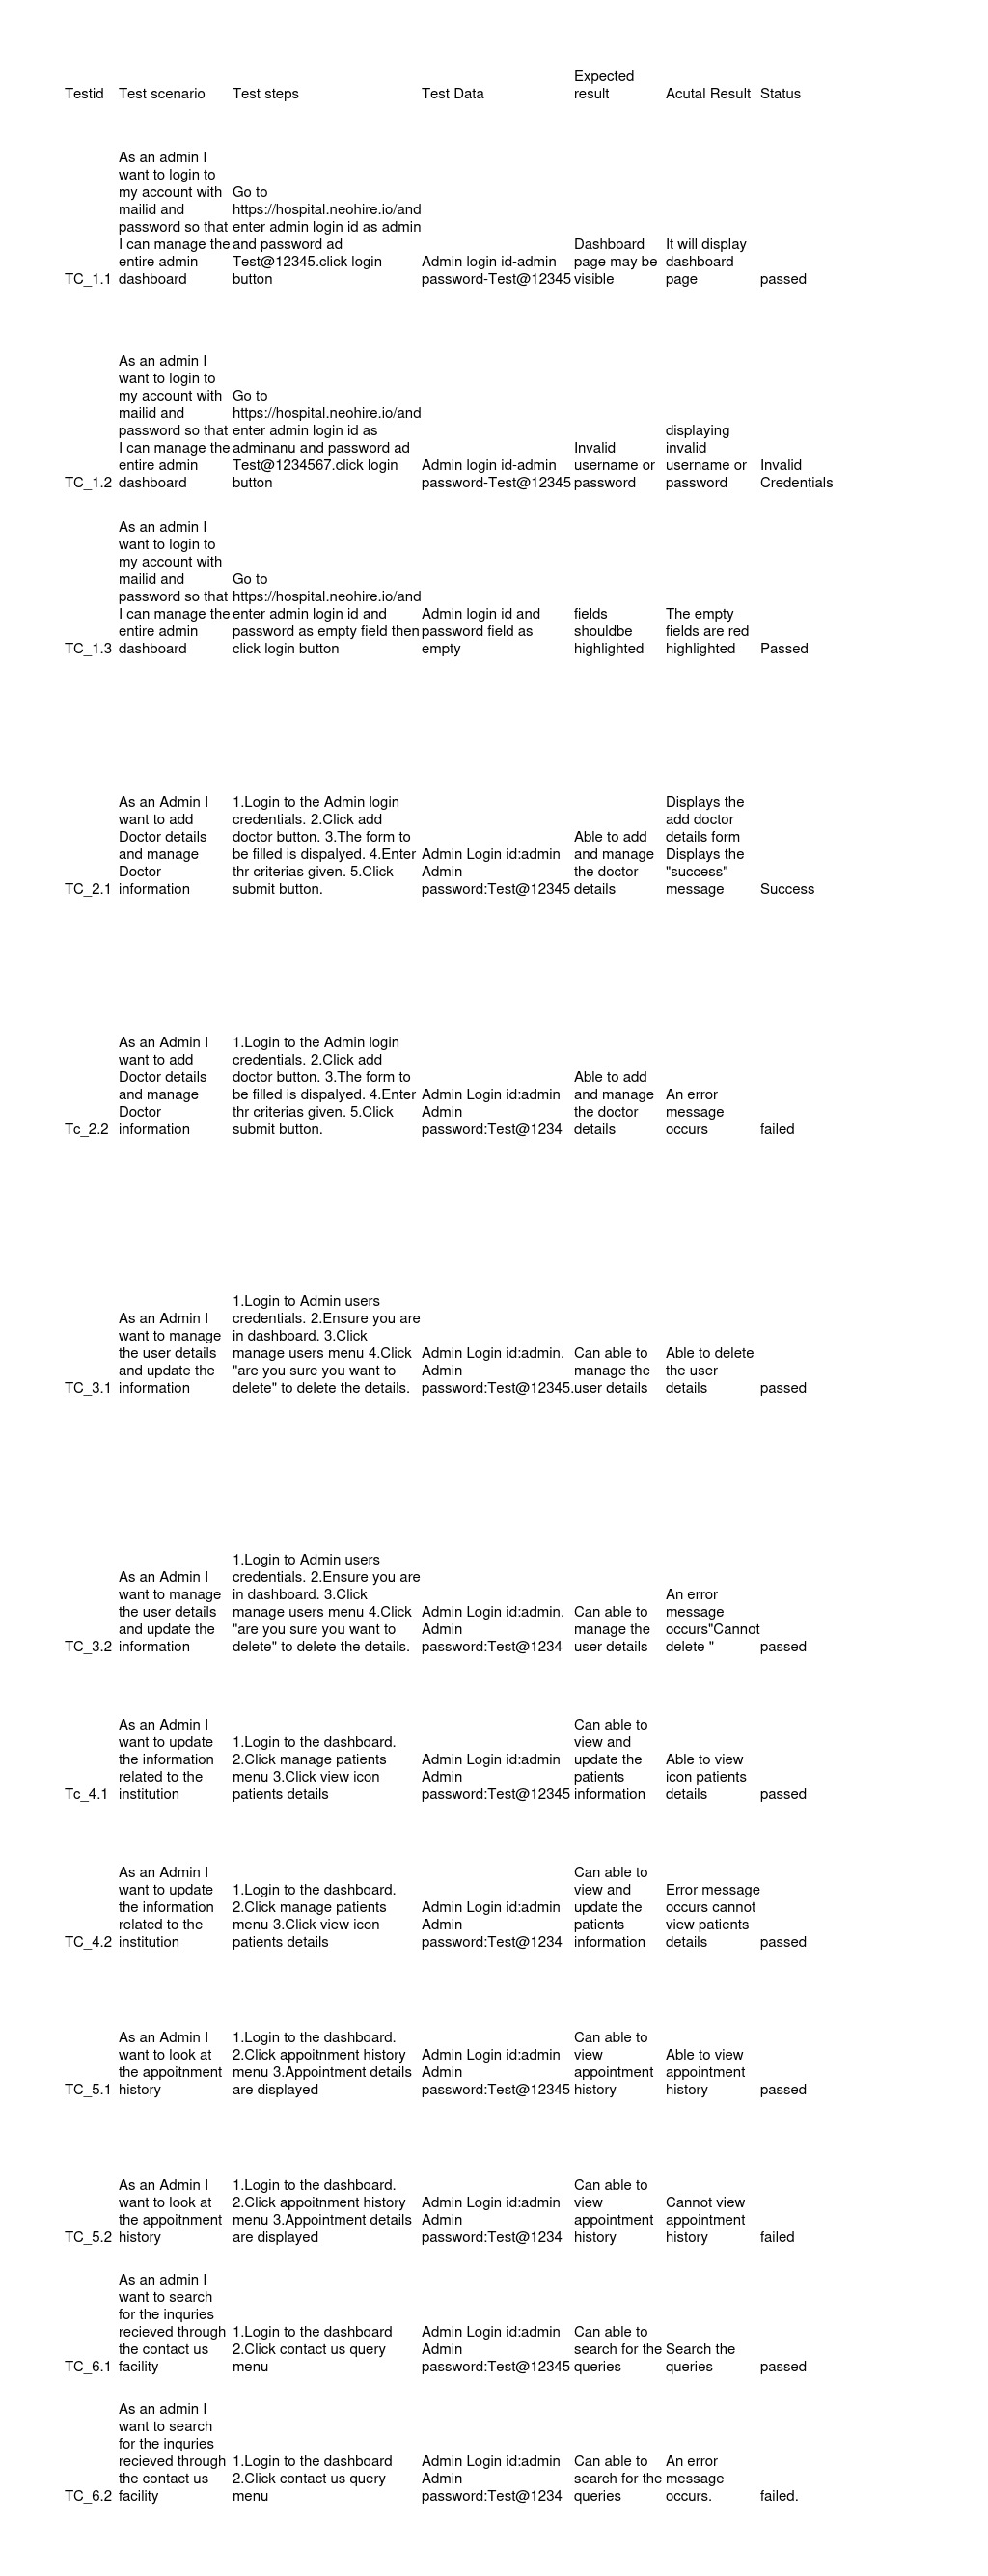 Testid Test scenario Test steps Test Data Expected result Acutal Result Status
TC_1.1 As an admin I want to login to my account with mailid and password so that I can manage the entire admin dashboard Go to https://hospital.neohire.io/and enter admin login id as admin and password ad Test@12345.click login button Admin login id-admin password-Test@12345 Dashboard page may be visible It will display dashboard page passed
TC_1.2 As an admin I want to login to my account with mailid and password so that I can manage the entire admin dashboard Go to https://hospital.neohire.io/and enter admin login id as adminanu and password ad Test@1234567.click login button Admin login id-admin password-Test@12345 Invalid username or password displaying invalid username or password Invalid Credentials
TC_1.3 As an admin I want to login to my account with mailid and password so that I can manage the entire admin dashboard Go to https://hospital.neohire.io/and enter admin login id and password as empty field then click login button Admin login id and password field as empty fields shouldbe highlighted The empty fields are red highlighted Passed
TC_2.1 As an Admin I want to add Doctor details and manage Doctor information 1.Login to the Admin login credentials. 2.Click add doctor button. 3.The form to be filled is dispalyed. 4.Enter thr criterias given. 5.Click submit button. Admin Login id:admin Admin password:Test@12345 Able to add and manage the doctor details Displays the add doctor details form Displays the "success" message Success
Tc_2.2 As an Admin I want to add Doctor details and manage Doctor information 1.Login to the Admin login credentials. 2.Click add doctor button. 3.The form to be filled is dispalyed. 4.Enter thr criterias given. 5.Click submit button. Admin Login id:admin Admin password:Test@1234 Able to add and manage the doctor details An error message occurs failed
TC_3.1 As an Admin I want to manage the user details and update the information 1.Login to Admin users credentials. 2.Ensure you are in dashboard. 3.Click manage users menu 4.Click "are you sure you want to delete" to delete the details. Admin Login id:admin. Admin password:Test@12345. Can able to manage the user details Able to delete the user details passed
TC_3.2 As an Admin I want to manage the user details and update the information 1.Login to Admin users credentials. 2.Ensure you are in dashboard. 3.Click manage users menu 4.Click "are you sure you want to delete" to delete the details. Admin Login id:admin. Admin password:Test@1234 Can able to manage the user details An error message occurs"Cannot delete " passed
Tc_4.1 As an Admin I want to update the information related to the institution 1.Login to the dashboard. 2.Click manage patients menu 3.Click view icon patients details Admin Login id:admin Admin password:Test@12345 Can able to view and update the patients information Able to view icon patients details passed
TC_4.2 As an Admin I want to update the information related to the institution 1.Login to the dashboard. 2.Click manage patients menu 3.Click view icon patients details Admin Login id:admin Admin password:Test@1234 Can able to view and update the patients information Error message occurs cannot view patients details passed
TC_5.1 As an Admin I want to look at the appoitnment history 1.Login to the dashboard. 2.Click appoitnment history menu 3.Appointment details are displayed Admin Login id:admin Admin password:Test@12345 Can able to view appointment history Able to view appointment history passed
TC_5.2 As an Admin I want to look at the appoitnment history 1.Login to the dashboard. 2.Click appoitnment history menu 3.Appointment details are displayed Admin Login id:admin Admin password:Test@1234 Can able to view appointment history Cannot view appointment history failed
TC_6.1 As an admin I want to search for the inquries recieved through the contact us facility 1.Login to the dashboard 2.Click contact us query menu Admin Login id:admin Admin password:Test@12345 Can able to search for the queries Search the queries passed
TC_6.2 As an admin I want to search for the inquries recieved through the contact us facility 1.Login to the dashboard 2.Click contact us query menu Admin Login id:admin Admin password:Test@1234 Can able to search for the queries An error message occurs. failed.